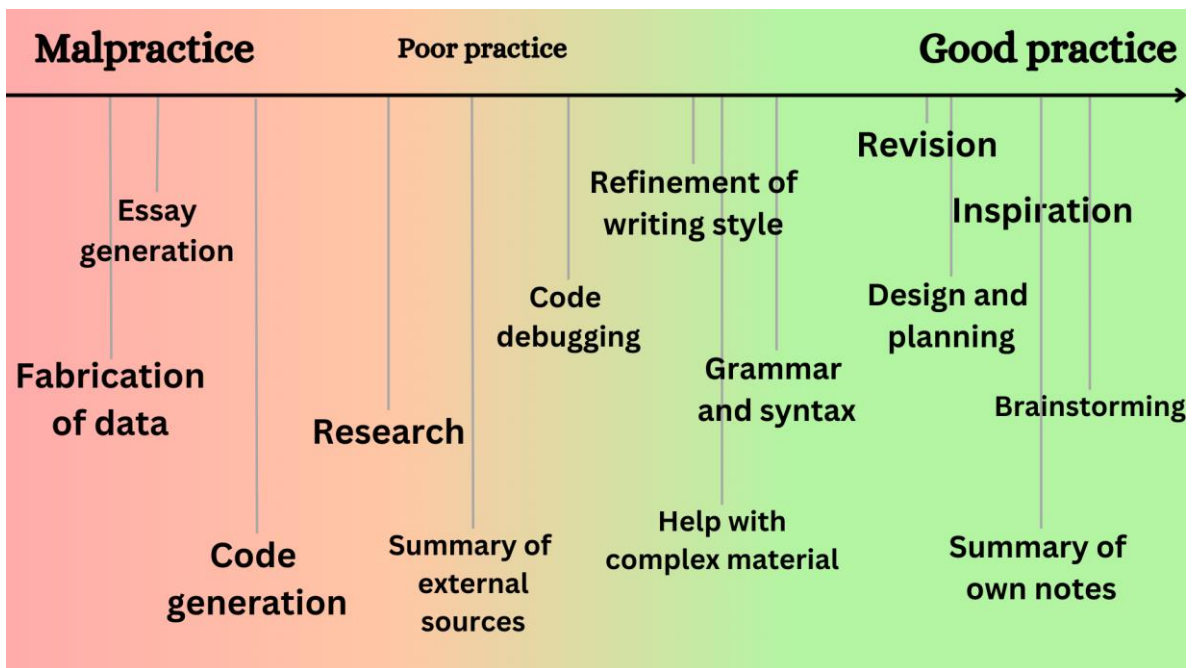 Malpractice
Poor practice
Good practice
Essay
generation
Fabrication
of data
Code
generation
Research
Summary of
external
sources
Code
debugging
Refinement of
writing style
Help with
complex material
Grammar
and syntax
Revision
Design and
planning
Inspiration
Summary of
own notes
Brainstorming